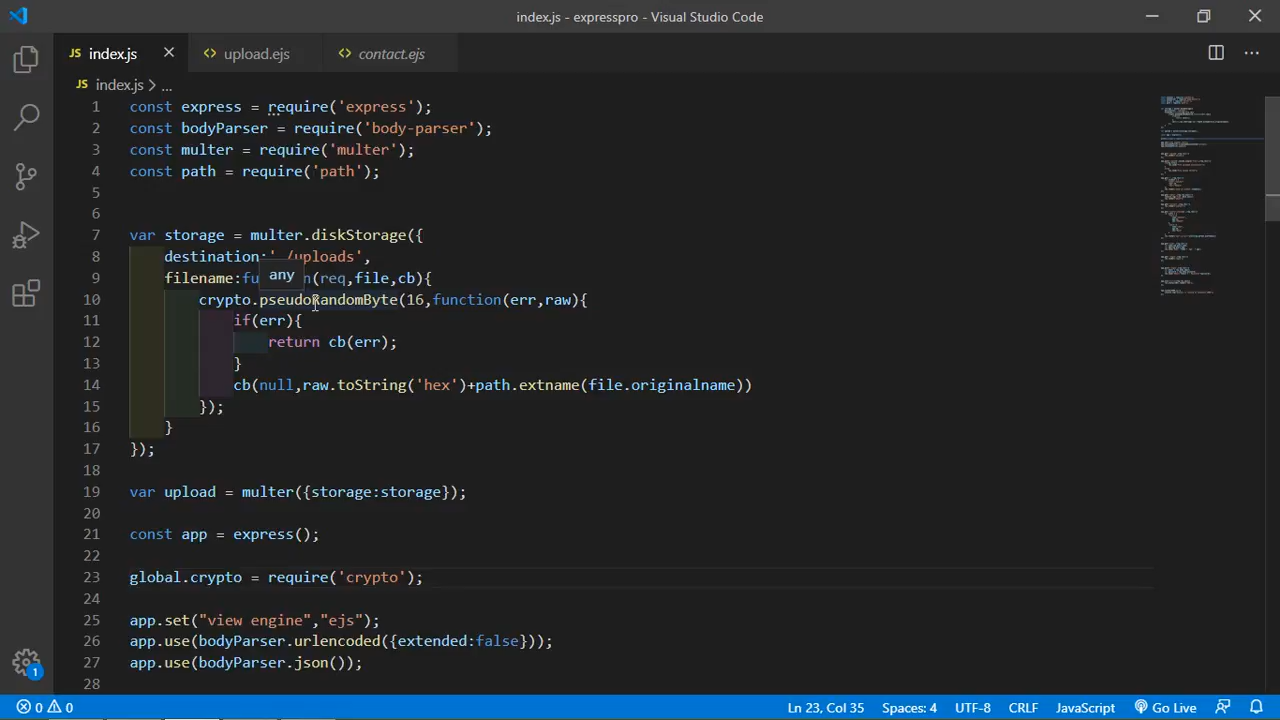 index.js - expresspro - Visual Studio Code
JS index.js
<> upload.ejs
<> contact.ejs
JS index.js > ...
1 const express = require('express');
2 const bodyParser = require('body-parser');
3 const multer = require('multer');
4 const path = require('path');
5
6
7 var storage = multer.diskStorage({
8 destination:'./uploads',
any
9 filename:function(req,file,cb){
10 crypto.pseudoRandomByte(16,function(err,raw){
11 if(err){
12 return cb(err);
13 }
14 cb(null,raw.toString('hex')+path.extname(file.originalname))
15 });
16 }
17 });
18
19 var upload = multer({storage:storage});
20
21 const app = express();
22
23 global.crypto = require('crypto');
24
25 app.set("view engine","ejs");
26 app.use(bodyParser.urlencoded({extended:false}));
27 app.use(bodyParser.json());
28
1
0 0 Ln 23, Col 35 Spaces: 4 UTF-8 CRLF JavaScript Go Live